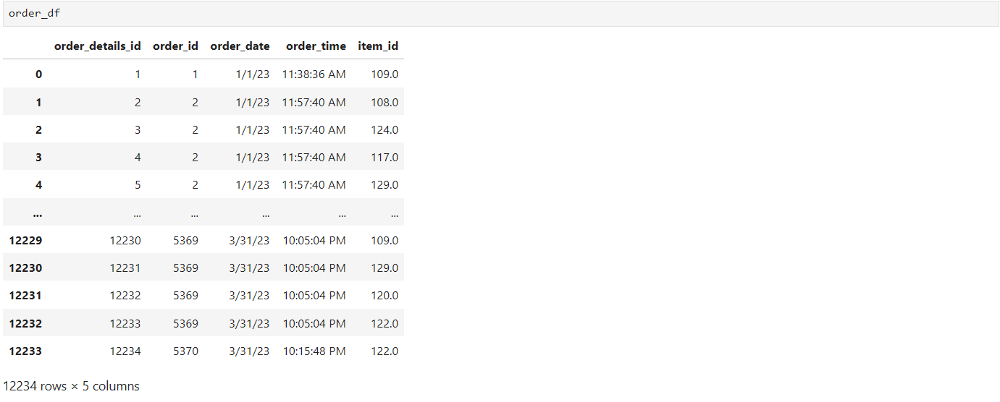 order_df
order_details_id order_id order_date order_time item_id
0 1 1 1/1/23 11:38:36 AM 109.0
1 2 2 1/1/23 11:57:40 AM 108.0
2 3 2 1/1/23 11:57:40 AM 124.0
3 4 2 1/1/23 11:57:40 AM 117.0
4 5 2 1/1/23 11:57:40 AM 129.0
... ... ... ... ... ...
12229 12230 5369 3/31/23 10:05:04 PM 109.0
12230 12231 5369 3/31/23 10:05:04 PM 129.0
12231 12232 5369 3/31/23 10:05:04 PM 120.0
12232 12233 5369 3/31/23 10:05:04 PM 122.0
12233 12234 5370 3/31/23 10:15:48 PM 122.0
12234 rows × 5 columns